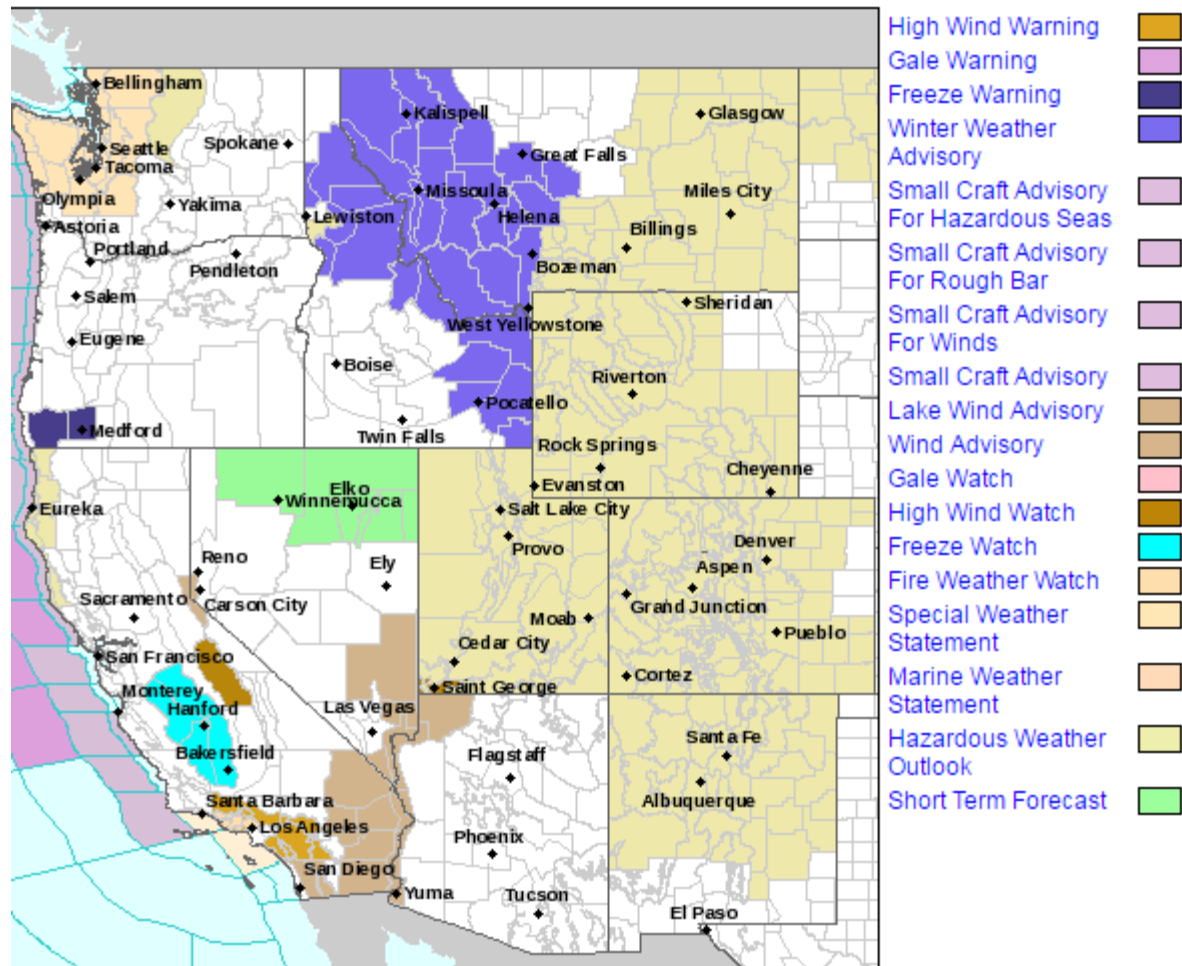 Bellingham
Kalispell
Glasgow
Spokane
Seattle
Great Falls
Tacoma
Missoula
Miles City
Olympia
Yakima
Lewiston
Helena
Astoria
Billings
Portland
Pendleton
Bozeman
Salem
Sheridan
West Yellowstone
Eugene
Boise
Riverton
Pocatello
Medford
Twin Falls
Rock Springs
Cheyenne
Elko
Evanston
Winnemucca
Eureka
Salt Lake City
Provo
Denver
Reno
Ely
Aspen
Sacramento
Carson City
Grand Junction
Moab
Pueblo
Cedar City
San Francisco
Cortez
Monterey
Saint George
Hanford
Las Vegas
Santa Fe
Bakersfield
Flagstaff
Albuquerque
Santa Barbara
Los Angeles
Phoenix
San Diego
Yuma
Tucson
El Paso
High Wind Warning
Gale Warning
Freeze Warning
Winter Weather
Advisory
Small Craft Advisory
For Hazardous Seas
Small Craft Advisory
For Rough Bar
Small Craft Advisory
For Winds
Small Craft Advisory
Lake Wind Advisory
Wind Advisory
Gale Watch
High Wind Watch
Freeze Watch
Fire Weather Watch
Special Weather
Statement
Marine Weather
Statement
Hazardous Weather
Outlook
Short Term Forecast